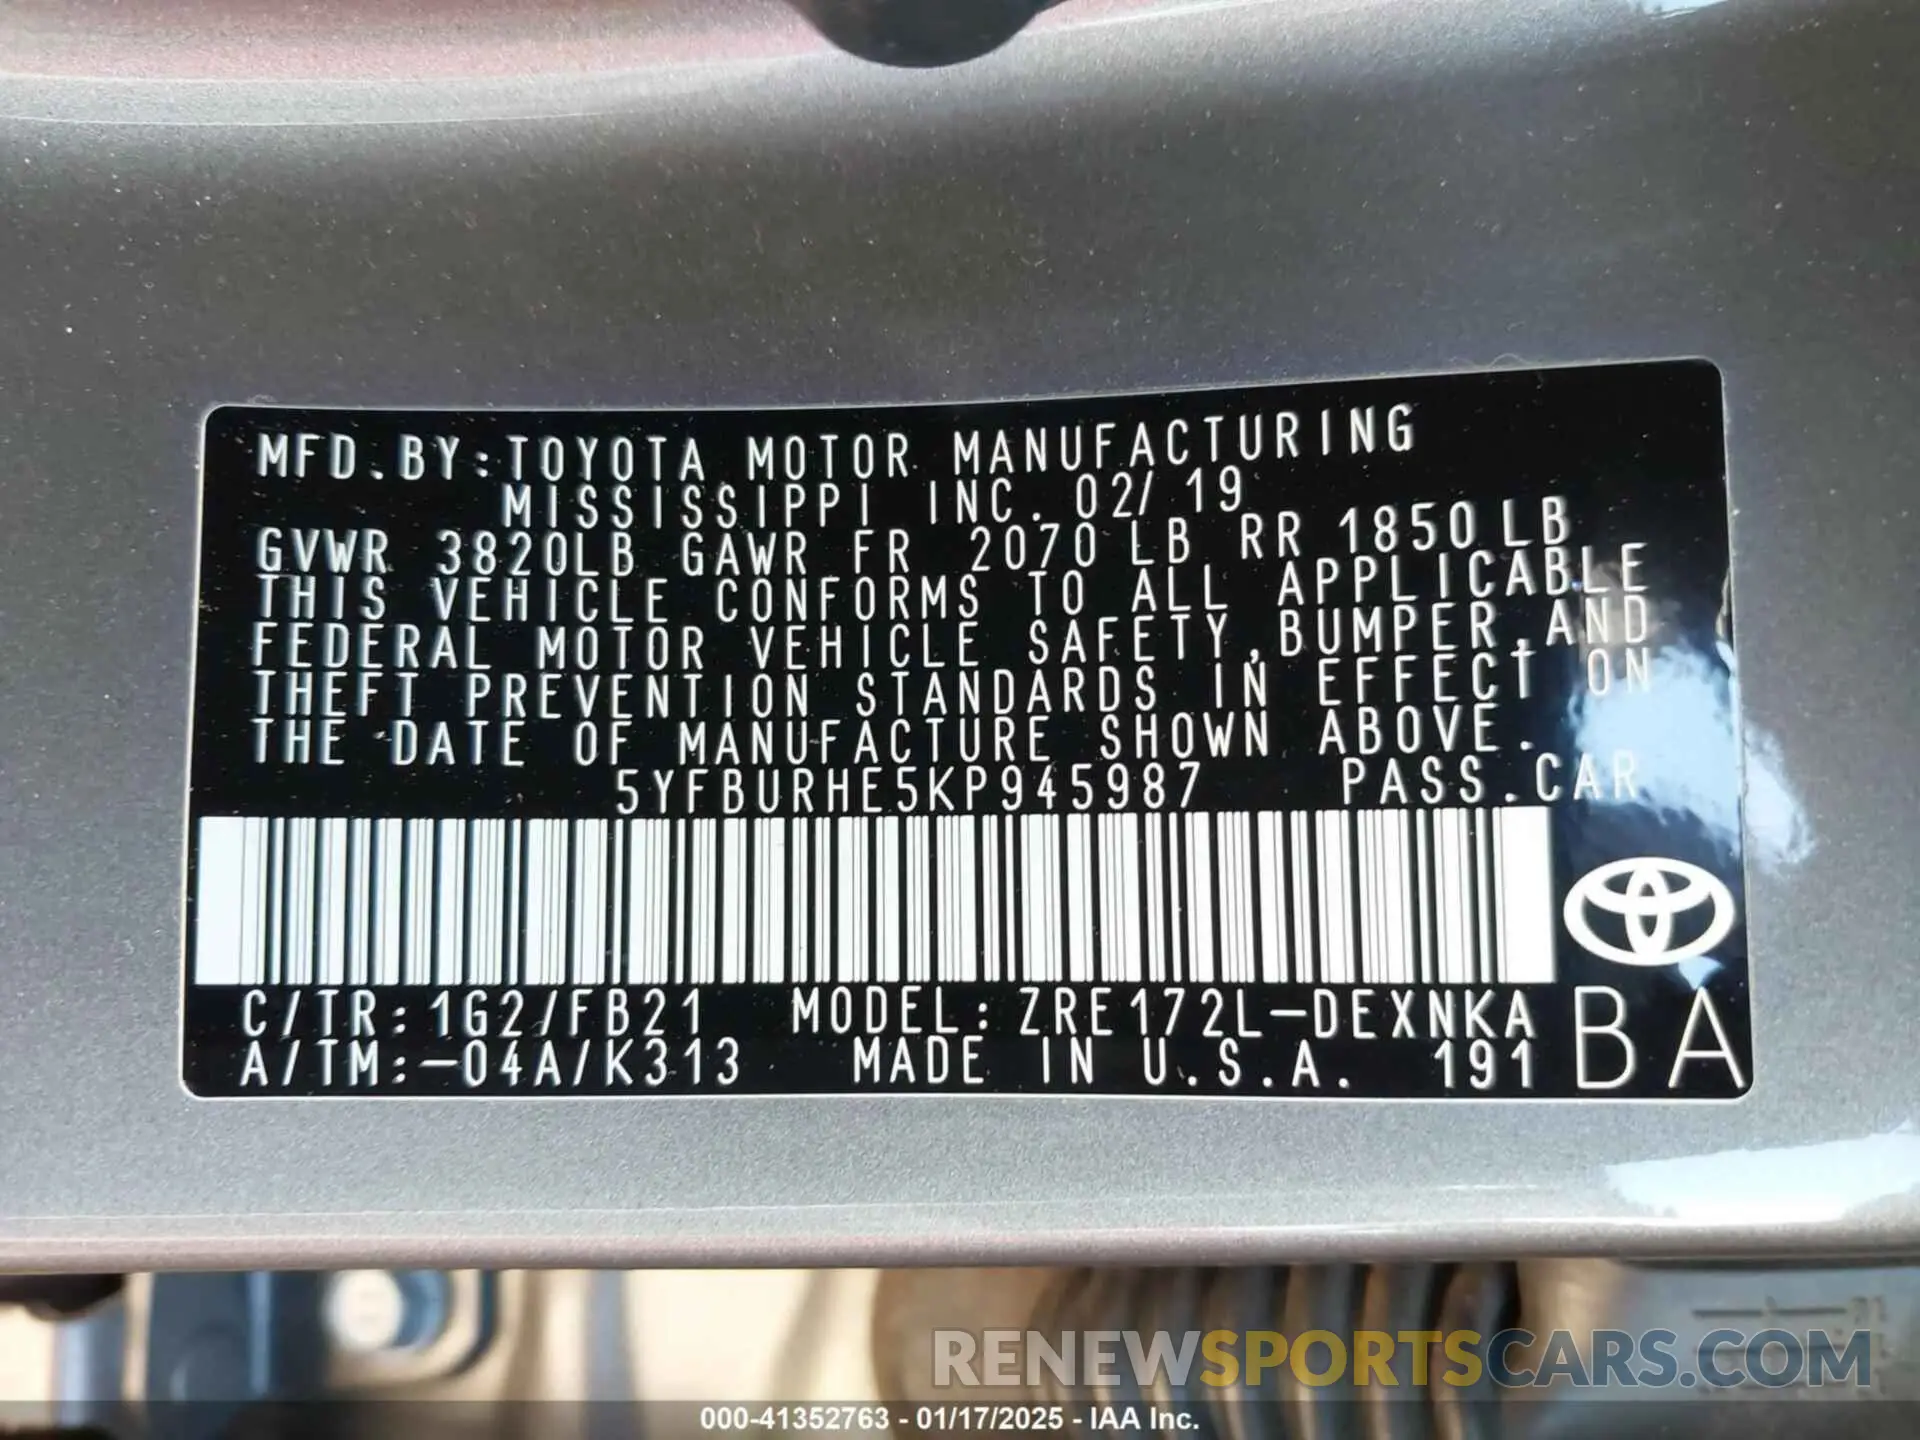 MFD.BY:TOYOTA MOTOR MANUFACTURING
MISSISSIPPI INC. 02/ 19
GVWR 3820LB GAWR FR 2070 LB RR 1850 LB
THIS VEHICLE CONFORMS TO ALL APPLICABLE
FEDERAL MOTOR VEHICLE SAFETY,BUMPER,AND
THEFT PREVENTION STANDARDS IN EFFECT ON
THE DATE OF MANUFACTURE SHOWN ABOVE.
5YFBURHE5KP945987 PASS.CAR
C/TR:1G2/FB21 MODEL:ZRE172L-DEXNKA
A/TM:-04A/K313 MADE IN U.S.A. 191
BA
RENEWSPORTSCARS.COM
000-41352763 - 01/17/2025 - IAA Inc.